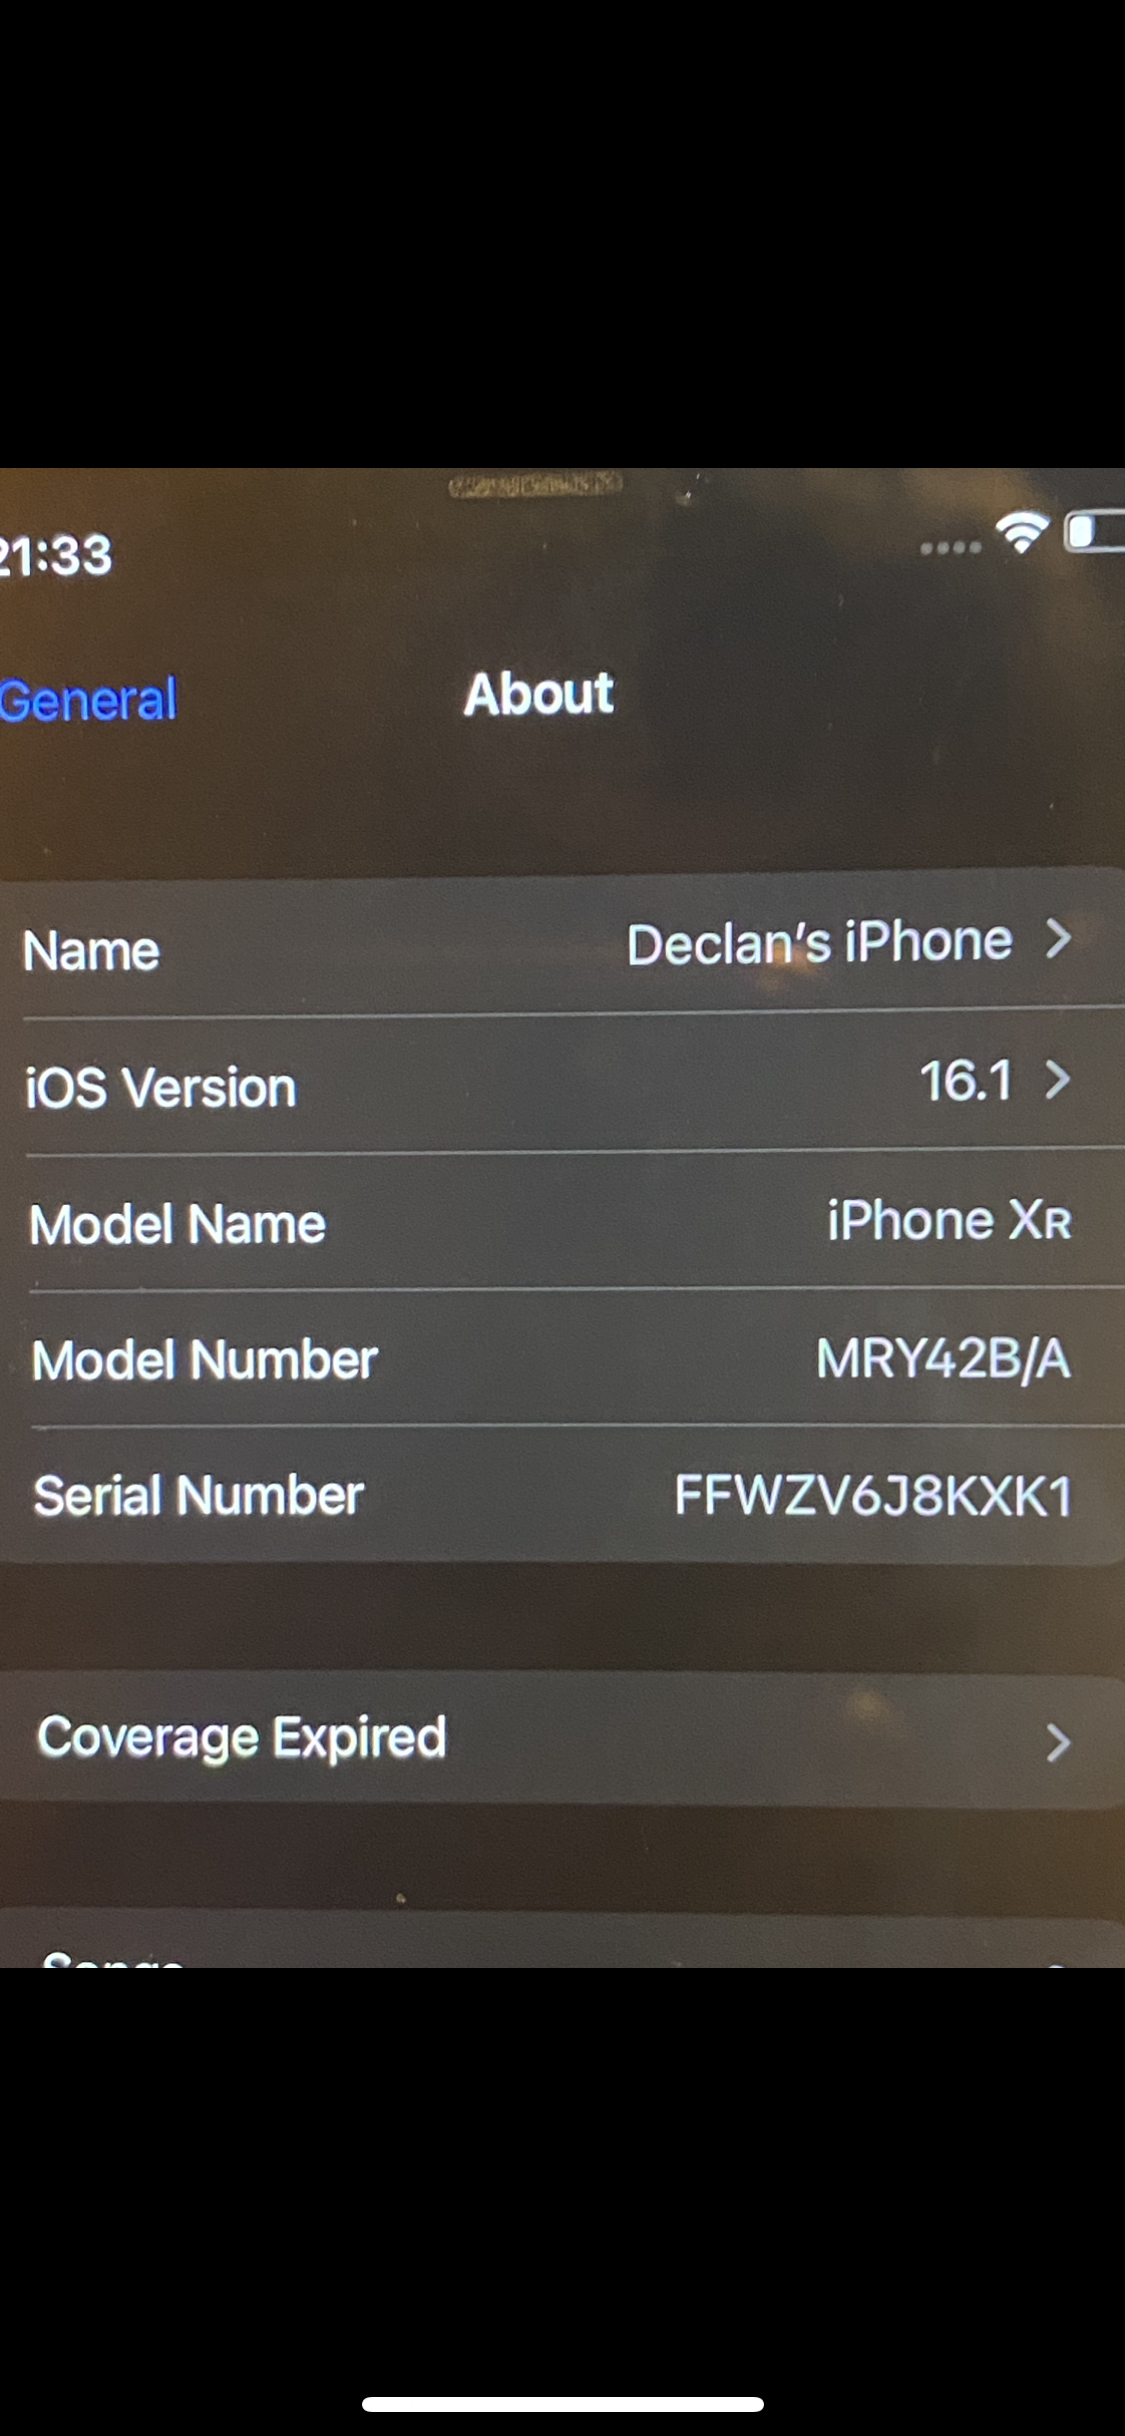 21:33
General
About
Name
Declan's iPhone
iOS Version
16.1
Model Name
iPhone XR
Model Number
MRY42B/A
Serial Number
FFWZV6J8KXK1
Coverage Expired
Songs